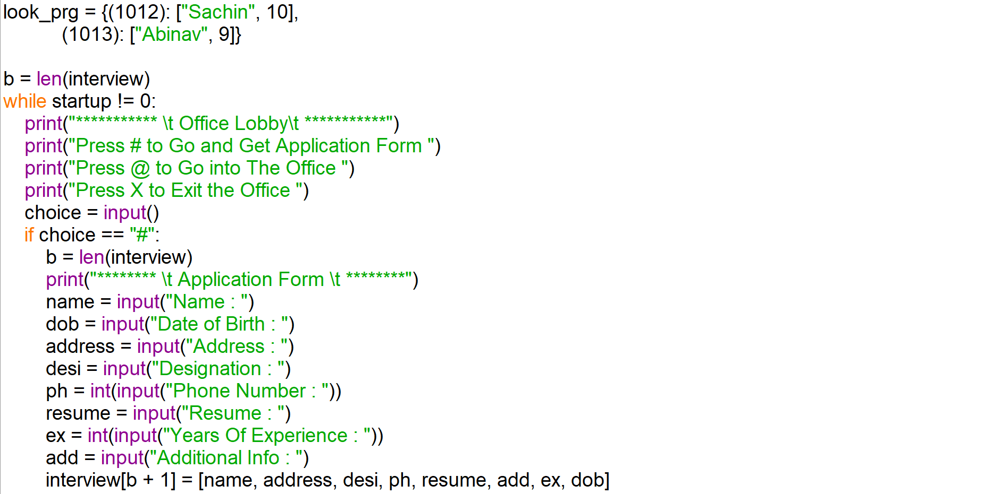 look_prg = {(1012): ["Sachin", 10],
(1013): ["Abinav", 9]}
b = len(interview)
while startup != 0:
print("*********** \t Office Lobby\t ***********")
print("Press # to Go and Get Application Form ")
print("Press @ to Go into The Office ")
print("Press X to Exit the Office ")
choice = input()
if choice == "#":
b = len(interview)
print("******** \t Application Form \t ********")
name = input("Name : ")
dob = input("Date of Birth : ")
address = input("Address : ")
desi = input("Designation : ")
ph = int(input("Phone Number : "))
resume = input("Resume : ")
ex = int(input("Years Of Experience : "))
add = input("Additional Info : ")
interview[b + 1] = [name, address, desi, ph, resume, add, ex, dob]